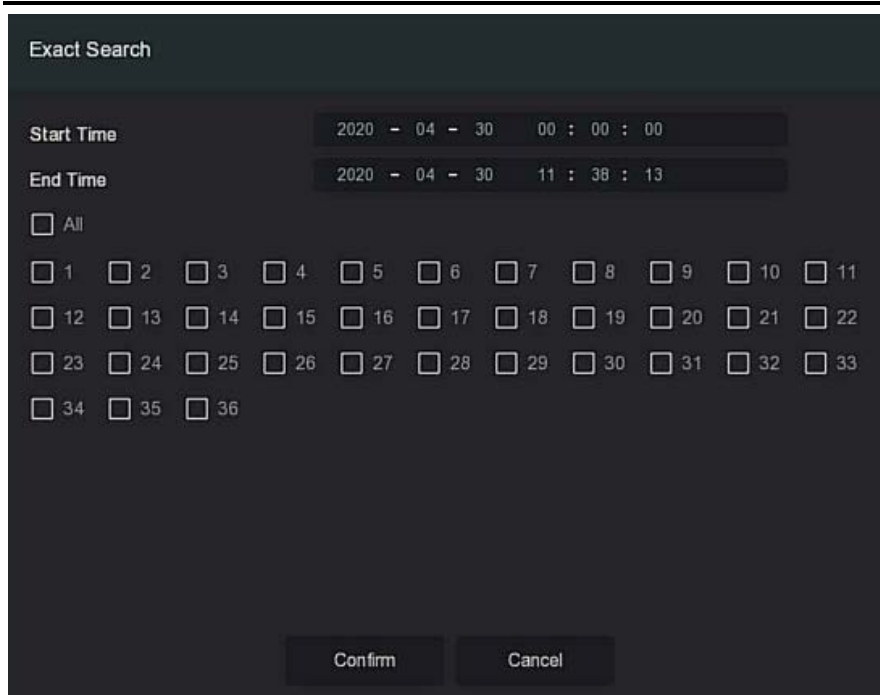 Exact Search
Start Time 2020 - 04 - 30 00 : 00 : 00
End Time 2020 - 04 - 30 11 : 38 : 13
All
1 2 3 4 5 6 7 8 9 10 11
12 13 14 15 16 17 18 19 20 21 22
23 24 25 26 27 28 29 30 31 32 33
34 35 36
Confirm Cancel